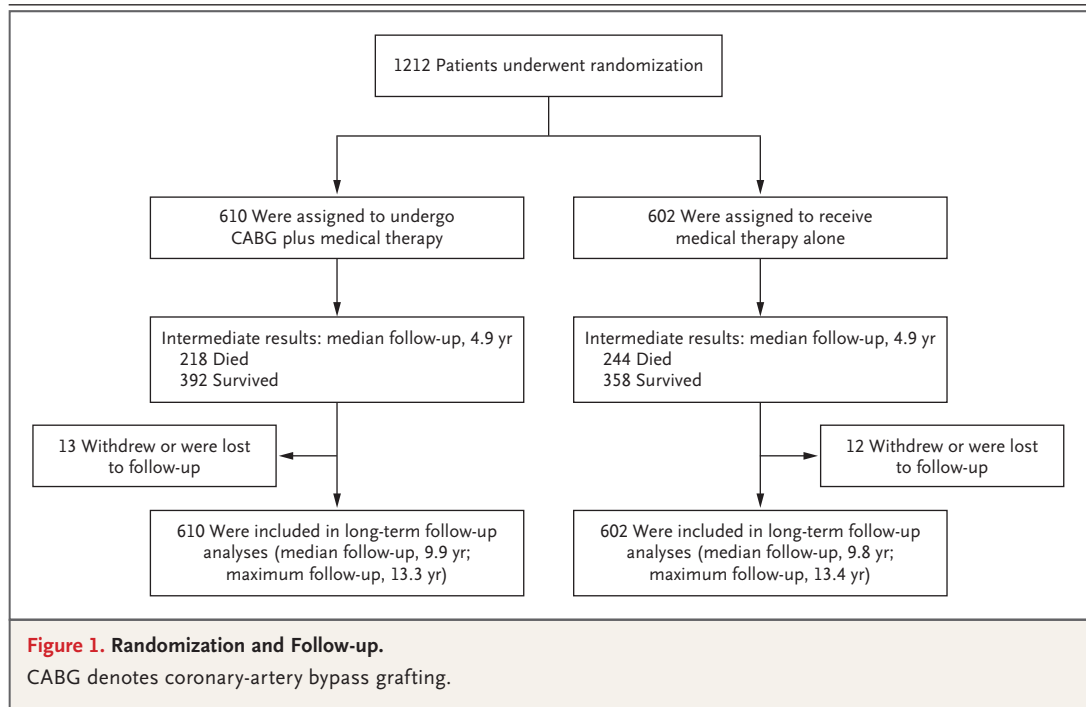 1212 Patients underwent randomization
610 Were assigned to undergo
CABG plus medical therapy
602 Were assigned to receive
medical therapy alone
Intermediate results: median follow-up, 4.9 yr
218 Died
392 Survived
Intermediate results: median follow-up, 4.9 yr
244 Died
358 Survived
13 Withdrew or were lost
to follow-up
12 Withdrew or were lost
to follow-up
610 Were included in long-term follow-up
analyses (median follow-up, 9.9 yr;
maximum follow-up, 13.3 yr)
602 Were included in long-term follow-up
analyses (median follow-up, 9.8 yr;
maximum follow-up, 13.4 yr)
Figure 1. Randomization and Follow-up.
CABG denotes coronary-artery bypass grafting.